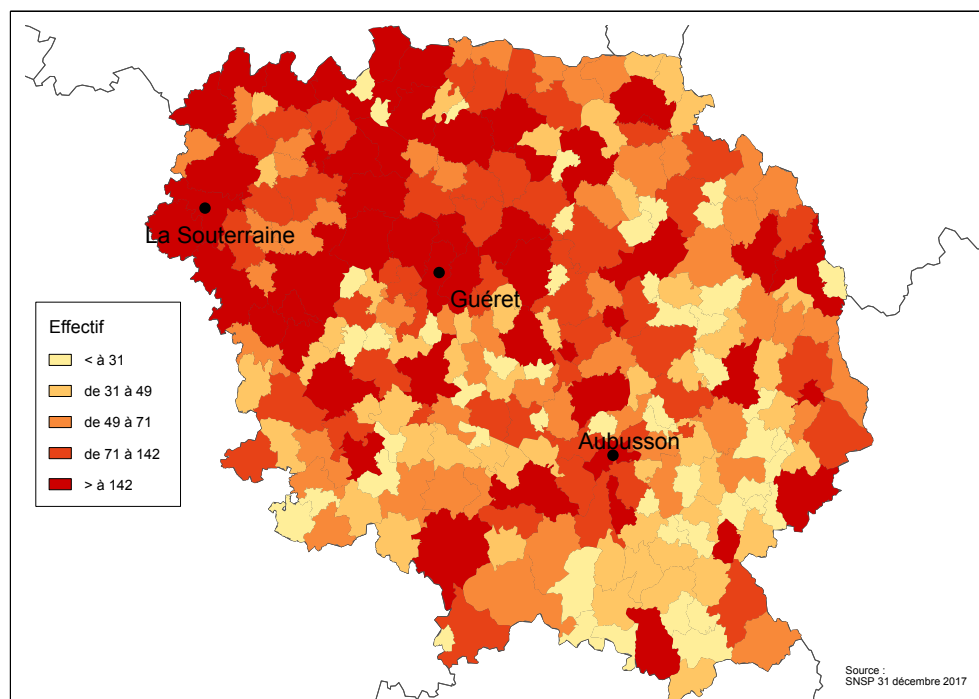 La Souterraine
Guéret
Effectif
< à 31
de 31 à 49
de 49 à 71
de 71 à 142
> à 142
Aubusson
Source :
SNSP 31 décembre 2017